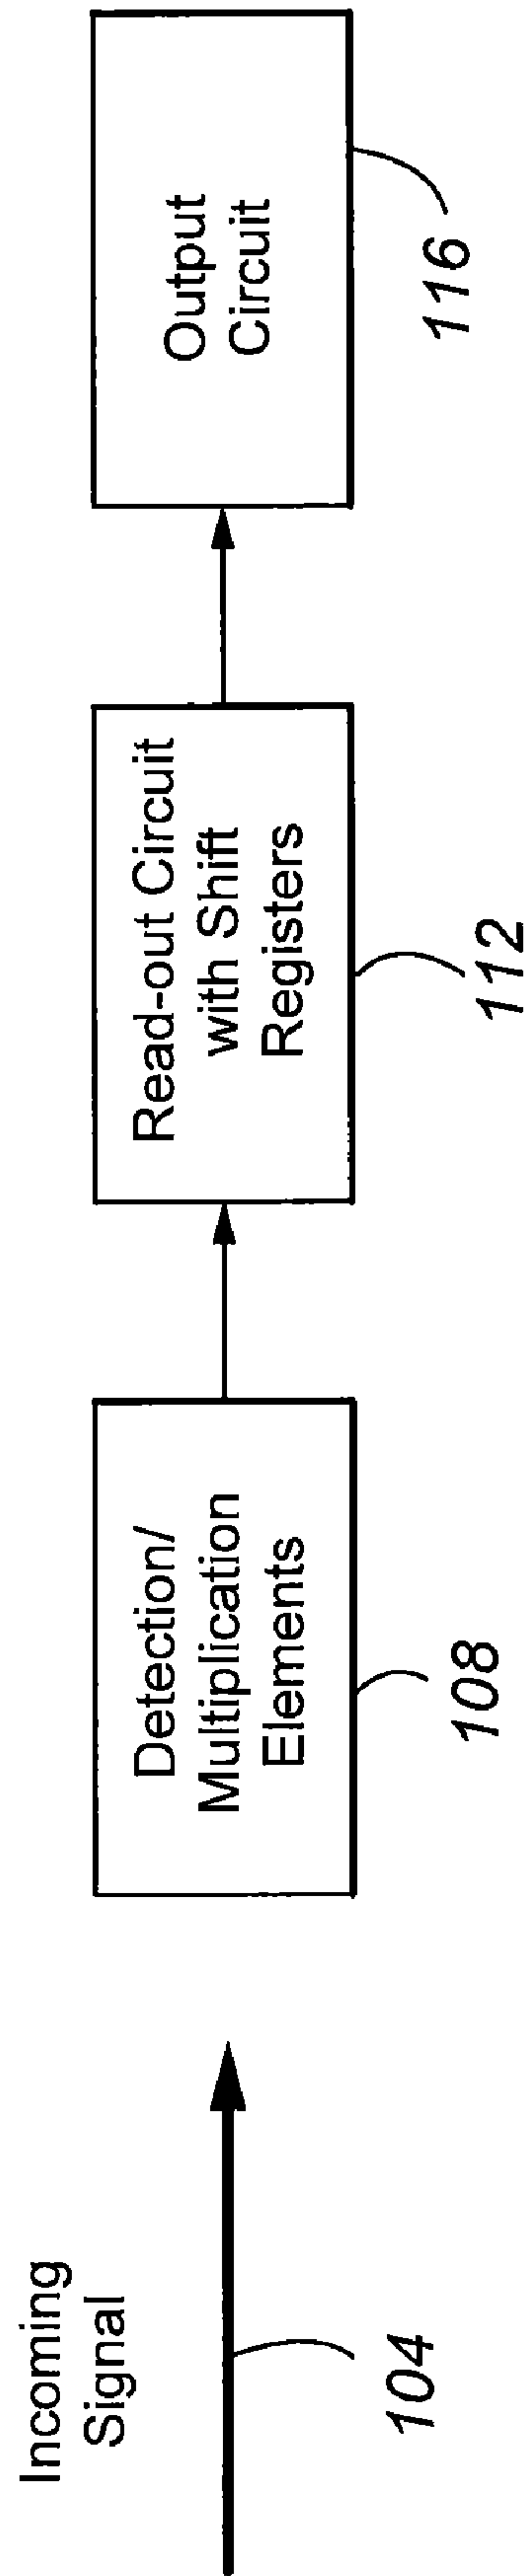 Incoming
Signal
104
Detection/
Multiplication
Elements
108
Read-out Circuit
with Shift
Registers
112
Output
Circuit
116